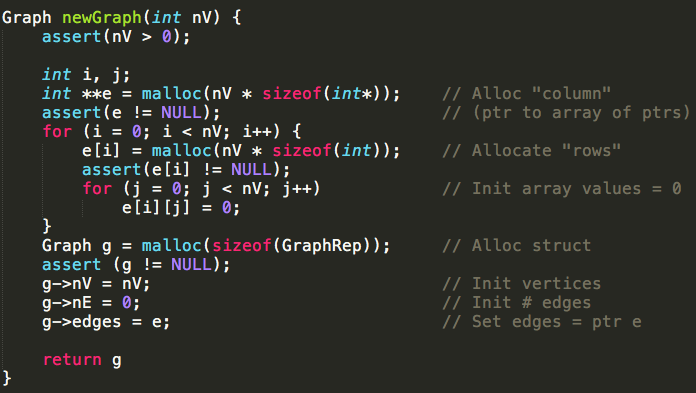 Graph newGraph(int nV) {
    assert(nV > 0);

    int i, j;
    int **e = malloc(nV * sizeof(int*));    // Alloc "column"
    assert(e != NULL);                      // (ptr to array of ptrs)
    for (i = 0; i < nV; i++) {
        e[i] = malloc(nV * sizeof(int));    // Allocate "rows"
        assert(e[i] != NULL);
        for (j = 0; j < nV; j++)            // Init array values = 0
            e[i][j] = 0;
    }
    Graph g = malloc(sizeof(GraphRep));     // Alloc struct
    assert (g != NULL);
    g->nV = nV;                             // Init vertices
    g->nE = 0;                              // Init # edges
    g->edges = e;                           // Set edges = ptr e

    return g
}